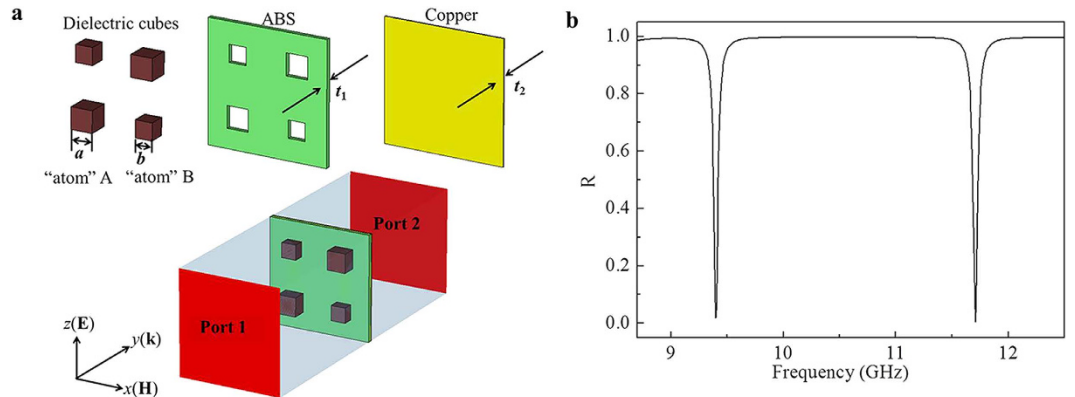 a
Dielectric cubes
ABS
Copper
t1
t2
a
b
“atom” A
“atom” B
Port 2
Port 1
z(E)
y(k)
x(H)
b
1.0
0.8
0.6
0.4
0.2
0.0
R
9
10
11
12
Frequency (GHz)